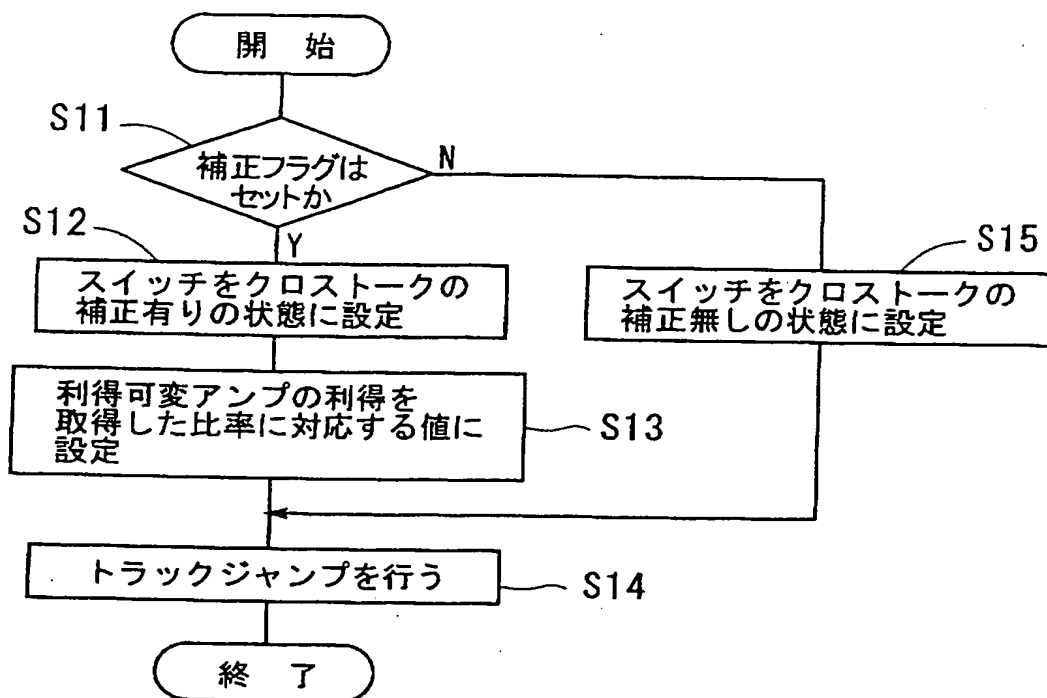 開 始
S11
補正フラグは
セットか
N
S12
Y
S15
スイッチをクロストークの
補正有りの状態に設定
スイッチをクロストークの
補正無しの状態に設定
利得可変アンプの利得を
取得した比率に対応する値に
設定
S13
トラックジャンプを行う
S14
終 了